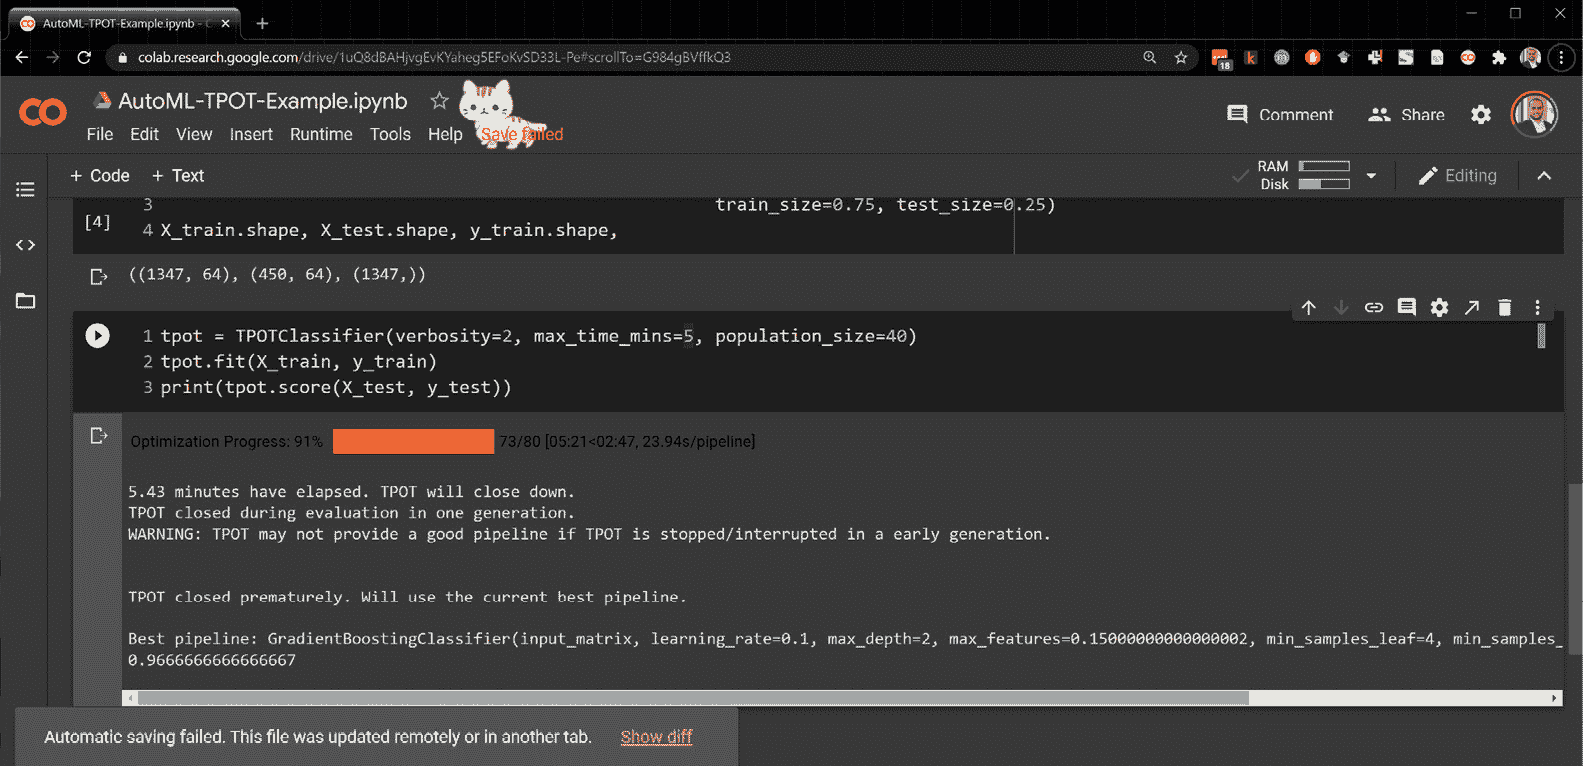 AutoML-TPOT-Example.ipynb - C
colab.research.google.com/drive/1uQ8dBAHjvgEvKYaheg5EFoKvSD33L-Pe#scrollTo=G984gBVffkQ3
18
AutoML-TPOT-Example.ipynb
Comment Share
File Edit View Insert Runtime Tools Help Save failed
+ Code + Text
RAM
Disk
Editing
3 train_size=0.75, test_size=0.25)
[4] 4 X_train.shape, X_test.shape, y_train.shape,
((1347, 64), (450, 64), (1347,))
1 tpot = TPOTClassifier(verbosity=2, max_time_mins=5, population_size=40)
2 tpot.fit(X_train, y_train)
3 print(tpot.score(X_test, y_test))
Optimization Progress: 91% 73/80 [05:21<02:47, 23.94s/pipeline]
5.43 minutes have elapsed. TPOT will close down.
TPOT closed during evaluation in one generation.
WARNING: TPOT may not provide a good pipeline if TPOT is stopped/interrupted in a early generation.
TPOT closed prematurely. Will use the current best pipeline.
Best pipeline: GradientBoostingClassifier(input_matrix, learning_rate=0.1, max_depth=2, max_features=0.15000000000000002, min_samples_leaf=4, min_samples_
0.9666666666666667
Automatic saving failed. This file was updated remotely or in another tab. Show diff